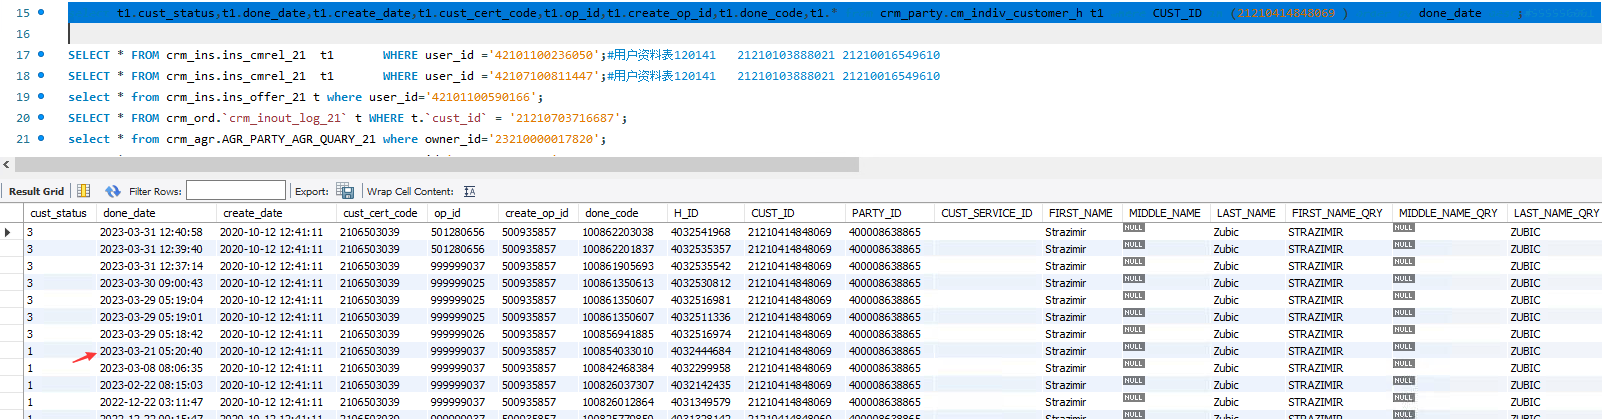 15 t1.cust_status,t1.done_date,t1.create_date,t1.cust_cert_code,t1.op_id,t1.create_op_id,t1.done_code,t1.* crm_party.cm_indiv_customer_h t1 CUST_ID (21210414848069 ) done_date ;
16
17 SELECT * FROM crm_ins.ins_cmrel_21 t1 WHERE user_id ='42101100236050';#用户资料表120141 21210103888021 21210016549610
18 SELECT * FROM crm_ins.ins_cmrel_21 t1 WHERE user_id ='42107100811447';#用户资料表120141 21210103888021 21210016549610
19 select * from crm_ins.ins_offer_21 t where user_id='42101100590166';
20 SELECT * FROM crm_ord.`crm_inout_log_21` t WHERE t.`cust_id` = '21210703716687';
21 select * from crm_agr.AGR_PARTY_AGR_QUARY_21 where owner_id='23210000017820';
Result Grid Filter Rows: Export: Wrap Cell Content:
cust_status done_date create_date cust_cert_code op_id create_op_id done_code H_ID CUST_ID PARTY_ID CUST_SERVICE_ID FIRST_NAME MIDDLE_NAME LAST_NAME FIRST_NAME_QRY MIDDLE_NAME_QRY LAST_NAME_QRY
3 2023-03-31 12:40:58 2020-10-12 12:41:11 2106503039 501280656 500935857 100862203038 4032541968 21210414848069 400008638865 Strazimir NULL Zubic STRAZIMIR NULL ZUBIC
3 2023-03-31 12:39:40 2020-10-12 12:41:11 2106503039 501280656 500935857 100862201837 4032535357 21210414848069 400008638865 Strazimir NULL Zubic STRAZIMIR NULL ZUBIC
3 2023-03-31 12:37:14 2020-10-12 12:41:11 2106503039 999999037 500935857 100861905693 4032535542 21210414848069 400008638865 Strazimir NULL Zubic STRAZIMIR NULL ZUBIC
3 2023-03-30 09:00:43 2020-10-12 12:41:11 2106503039 999999025 500935857 100861350613 4032530812 21210414848069 400008638865 Strazimir NULL Zubic STRAZIMIR NULL ZUBIC
3 2023-03-29 05:19:04 2020-10-12 12:41:11 2106503039 999999025 500935857 100861350607 4032516981 21210414848069 400008638865 Strazimir NULL Zubic STRAZIMIR NULL ZUBIC
3 2023-03-29 05:19:01 2020-10-12 12:41:11 2106503039 999999025 500935857 100861350607 4032511336 21210414848069 400008638865 Strazimir NULL Zubic STRAZIMIR NULL ZUBIC
3 2023-03-29 05:18:42 2020-10-12 12:41:11 2106503039 999999026 500935857 100856941885 4032516974 21210414848069 400008638865 Strazimir NULL Zubic STRAZIMIR NULL ZUBIC
1 2023-03-21 05:20:40 2020-10-12 12:41:11 2106503039 999999037 500935857 100854033010 4032444684 21210414848069 400008638865 Strazimir NULL Zubic STRAZIMIR NULL ZUBIC
1 2023-03-08 08:06:35 2020-10-12 12:41:11 2106503039 999999037 500935857 100842468384 4032299958 21210414848069 400008638865 Strazimir NULL Zubic STRAZIMIR NULL ZUBIC
1 2023-02-22 08:15:03 2020-10-12 12:41:11 2106503039 999999037 500935857 100826037307 4032142435 21210414848069 400008638865 Strazimir NULL Zubic STRAZIMIR NULL ZUBIC
1 2022-12-22 03:11:47 2020-10-12 12:41:11 2106503039 999999037 500935857 100826012864 4031349579 21210414848069 400008638865 Strazimir NULL Zubic STRAZIMIR NULL ZUBIC